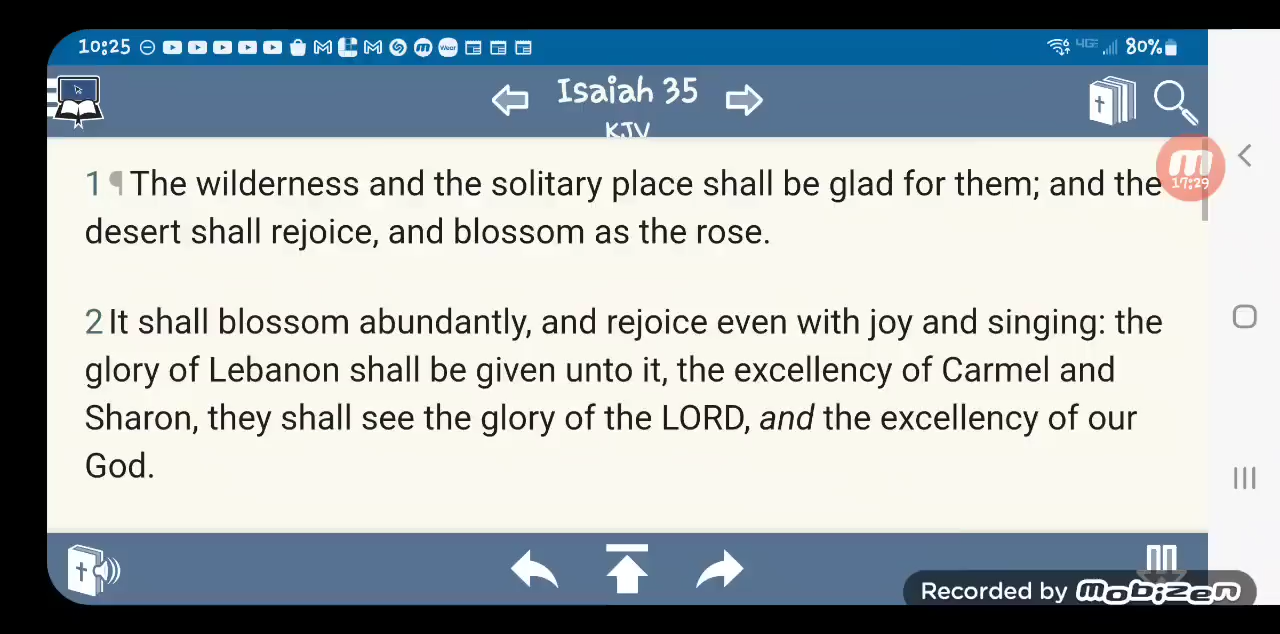 10:25 Wear 4GE 80%
Isaiah 35
KJV
1 ¶ The wilderness and the solitary place shall be glad for them; and the
17:29
desert shall rejoice, and blossom as the rose.
2 It shall blossom abundantly, and rejoice even with joy and singing: the
glory of Lebanon shall be given unto it, the excellency of Carmel and
Sharon, they shall see the glory of the LORD, and the excellency of our
God.
Recorded by mobizen